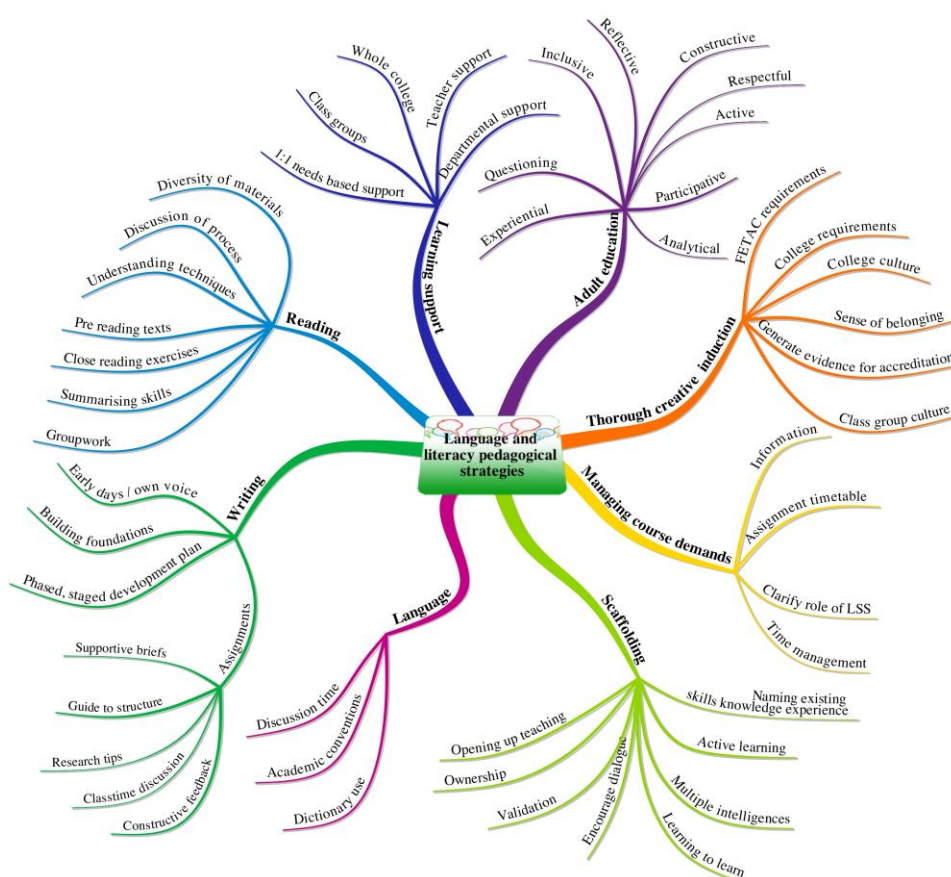 Language and
literacy pedagogical
strategies
Learning support
1:1 needs based support
Class groups
Whole college
Teacher support
Departmental support
Adult education
Experiential
Questioning
Inclusive
Reflective
Constructive
Respectful
Active
Participative
Analytical
Thorough creative induction
FETAC requirements
College requirements
College culture
Sense of belonging
Generate evidence for accreditation
Class group culture
Managing course demands
Information
Assignment timetable
Clarify role of LSS
Time management
Scaffolding
Naming existing
skills knowledge experience
Active learning
Multiple intelligences
Learning to learn
Encourage dialogue
Validation
Ownership
Opening up teaching
Language
Discussion time
Academic conventions
Dictionary use
Writing
Early days / own voice
Building foundations
Phased, staged development plan
Assignments
Supportive briefs
Guide to structure
Research tips
Classtime discussion
Constructive feedback
Reading
Diversity of materials
Discussion of process
Understanding techniques
Pre reading texts
Close reading exercises
Summarising skills
Groupwork